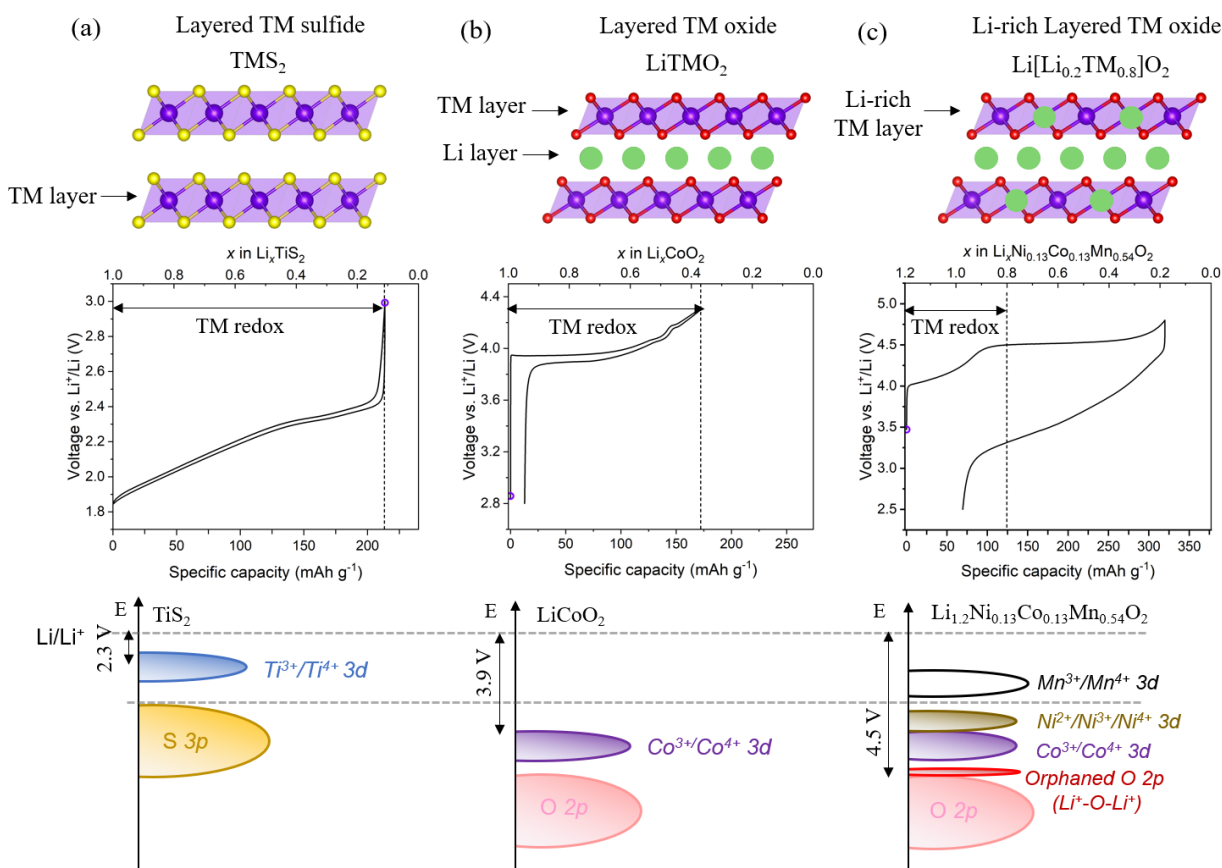 (a)
Layered TM sulfide
TMS₂
TM layer
x in LiₓTiS₂
1.0 0.8 0.6 0.4 0.2 0.0
TM redox
Voltage vs. Li⁺/Li (V)
3.0
2.7
2.4
2.1
1.8
0 50 100 150 200
Specific capacity (mAh g⁻¹)
(b)
Layered TM oxide
LiTMO₂
TM layer
Li layer
x in LiₓCoO₂
1.0 0.8 0.6 0.4 0.2 0.0
TM redox
Voltage vs. Li⁺/Li (V)
4.4
4.0
3.6
3.2
2.8
0 50 100 150 200 250
Specific capacity (mAh g⁻¹)
(c)
Li-rich Layered TM oxide
Li[Li₀.₂TM₀.₈]O₂
Li-rich
TM layer
x in LiₓNi₀.₁₃Co₀.₁₃Mn₀.₅₄O₂
1.2 1.0 0.8 0.6 0.4 0.2 0.0
TM redox
Voltage vs. Li⁺/Li (V)
5.0
4.5
4.0
3.5
3.0
2.5
0 50 100 150 200 250 300 350
Specific capacity (mAh g⁻¹)
E
TiS₂
Li/Li⁺
2.3 V
Ti³⁺/Ti⁴⁺ 3d
S 3p
E
LiCoO₂
3.9 V
Co³⁺/Co⁴⁺ 3d
O 2p
E
Li₁.₂Ni₀.₁₃Co₀.₁₃Mn₀.₅₄O₂
4.5 V
Mn³⁺/Mn⁴⁺ 3d
Ni²⁺/Ni³⁺/Ni⁴⁺ 3d
Co³⁺/Co⁴⁺ 3d
Orphaned O 2p
(Li⁺-O-Li⁺)
O 2p